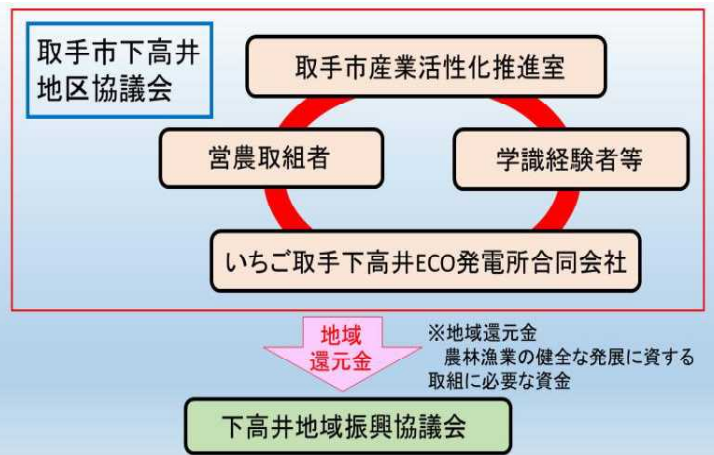 取手市下高井
地区協議会
取手市産業活性化推進室
営農取組者
学識経験者等
いちご取手下高井ECO発電所合同会社
地域
還元金
※地域還元金
農林漁業の健全な発展に資する
取組に必要な資金
下高井地域振興協議会